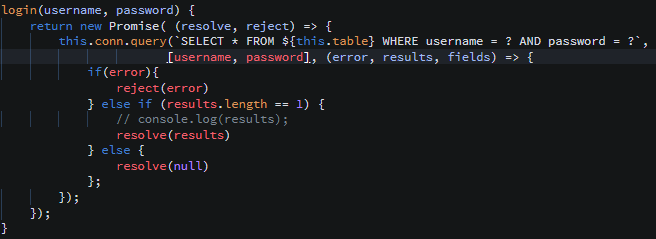 login(username, password) {
    return new Promise( (resolve, reject) => {
        this.conn.query(`SELECT * FROM ${this.table} WHERE username = ? AND password = ?`,
                        [username, password], (error, results, fields) => {
            if(error){
                reject(error)
            } else if (results.length == 1) {
                // console.log(results);
                resolve(results)
            } else {
                resolve(null)
            };
        });
    });
}